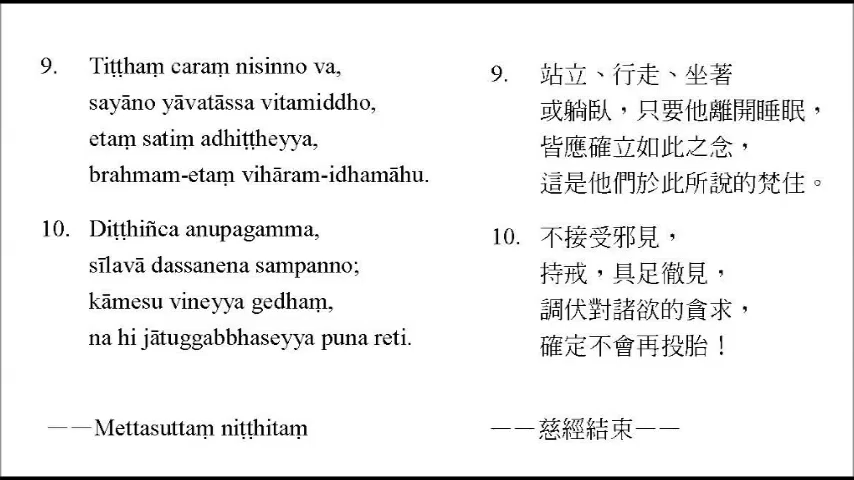 9. Tiṭṭhaṃ caraṃ nisinno va,
sayāno yāvatāssa vitamiddho,
etaṃ satiṃ adhiṭṭheyya,
brahmam-etaṃ vihāram-idhamāhu.
10. Diṭṭhiñca anupagamma,
sīlavā dassanena sampanno;
kāmesu vineyya gedhaṃ,
na hi jātuggabbhaseyya puna reti.
——Mettasuttaṃ niṭṭhitaṃ
9. 站立、行走、坐著
或躺臥，只要他離開睡眠，
皆應確立如此之念，
這是他們於此所說的梵住。
10. 不接受邪見，
持戒，具足徹見，
調伏對諸欲的貪求，
確定不會再投胎！
——慈經結束——